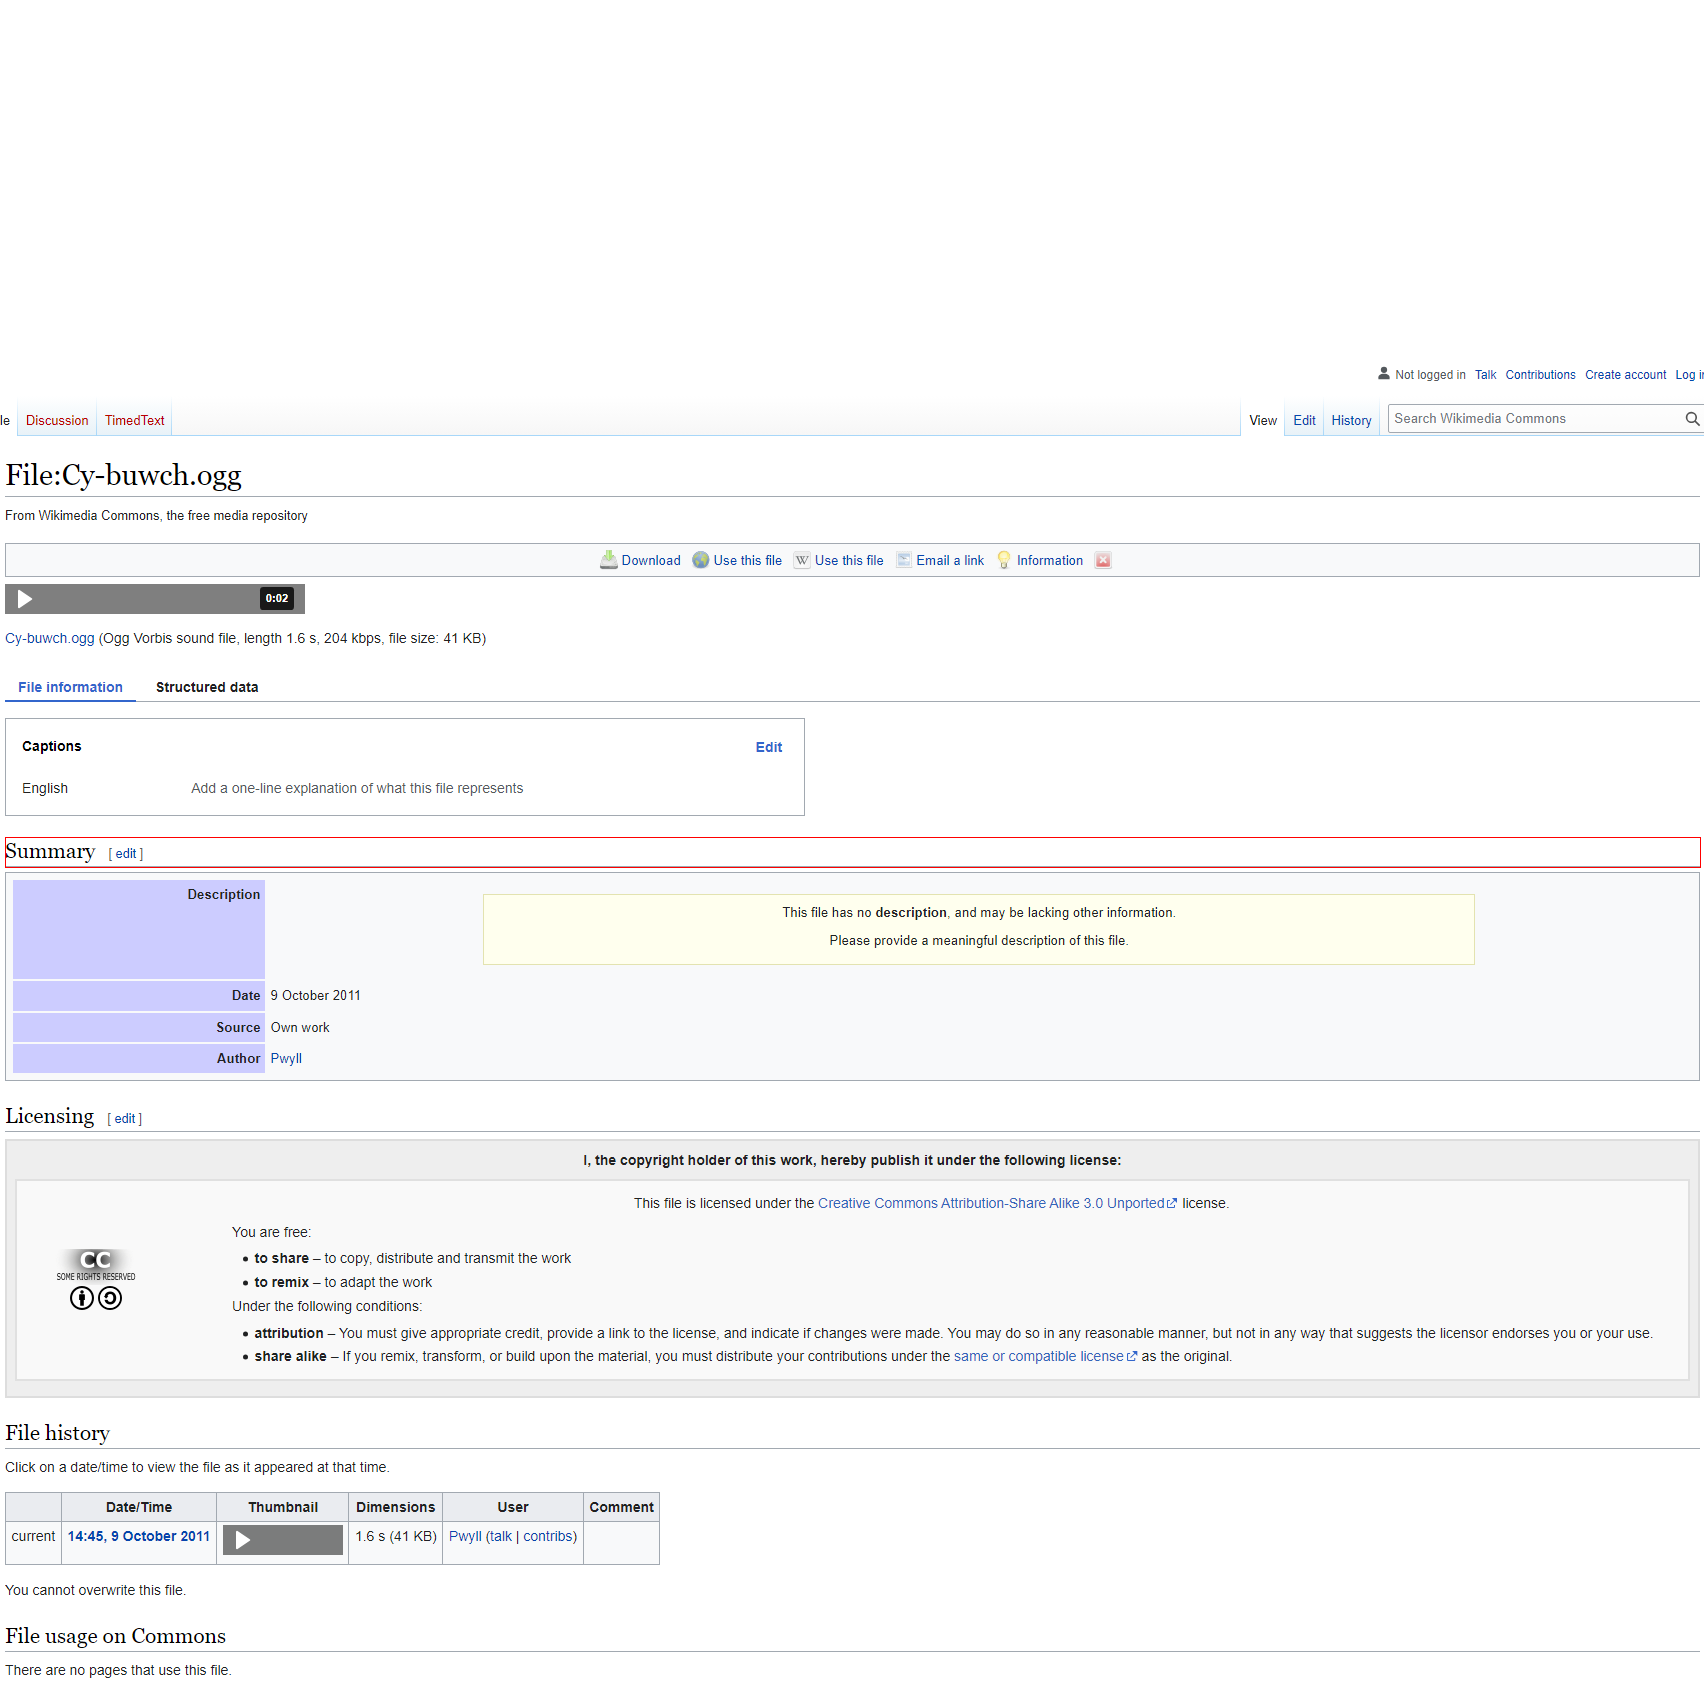 Not logged in Talk Contributions Create account Log in
le Discussion TimedText View Edit History Search Wikimedia Commons
File:Cy-buwch.ogg
From Wikimedia Commons, the free media repository
Download Use this file W Use this file Email a link Information
0:02
Cy-buwch.ogg (Ogg Vorbis sound file, length 1.6 s, 204 kbps, file size: 41 KB)
File information Structured data
Captions Edit
English Add a one-line explanation of what this file represents
Summary [ edit ]
Description This file has no description, and may be lacking other information.
Please provide a meaningful description of this file.
Date 9 October 2011
Source Own work
Author Pwyll
Licensing [ edit ]
I, the copyright holder of this work, hereby publish it under the following license:
This file is licensed under the Creative Commons Attribution-Share Alike 3.0 Unported license.
You are free:
• to share – to copy, distribute and transmit the work
CC
SOME RIGHTS RESERVED
• to remix – to adapt the work
Under the following conditions:
• attribution – You must give appropriate credit, provide a link to the license, and indicate if changes were made. You may do so in any reasonable manner, but not in any way that suggests the licensor endorses you or your use.
• share alike – If you remix, transform, or build upon the material, you must distribute your contributions under the same or compatible license as the original.
File history
Click on a date/time to view the file as it appeared at that time.
Date/Time Thumbnail Dimensions User Comment
current 14:45, 9 October 2011 1.6 s (41 KB) Pwyll (talk | contribs)
You cannot overwrite this file.
File usage on Commons
There are no pages that use this file.